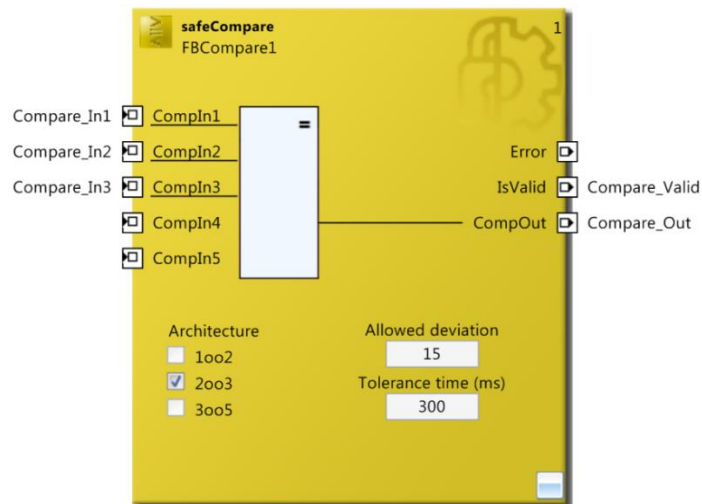 safeCompare
1
FBCompare1
Compare_In1 CompIn1
=
Compare_In2 CompIn2
Error
Compare_In3 CompIn3
IsValid Compare_Valid
CompIn4
CompOut Compare_Out
CompIn5
Architecture
Allowed deviation
1oo2
15
2oo3
Tolerance time (ms)
3oo5
300